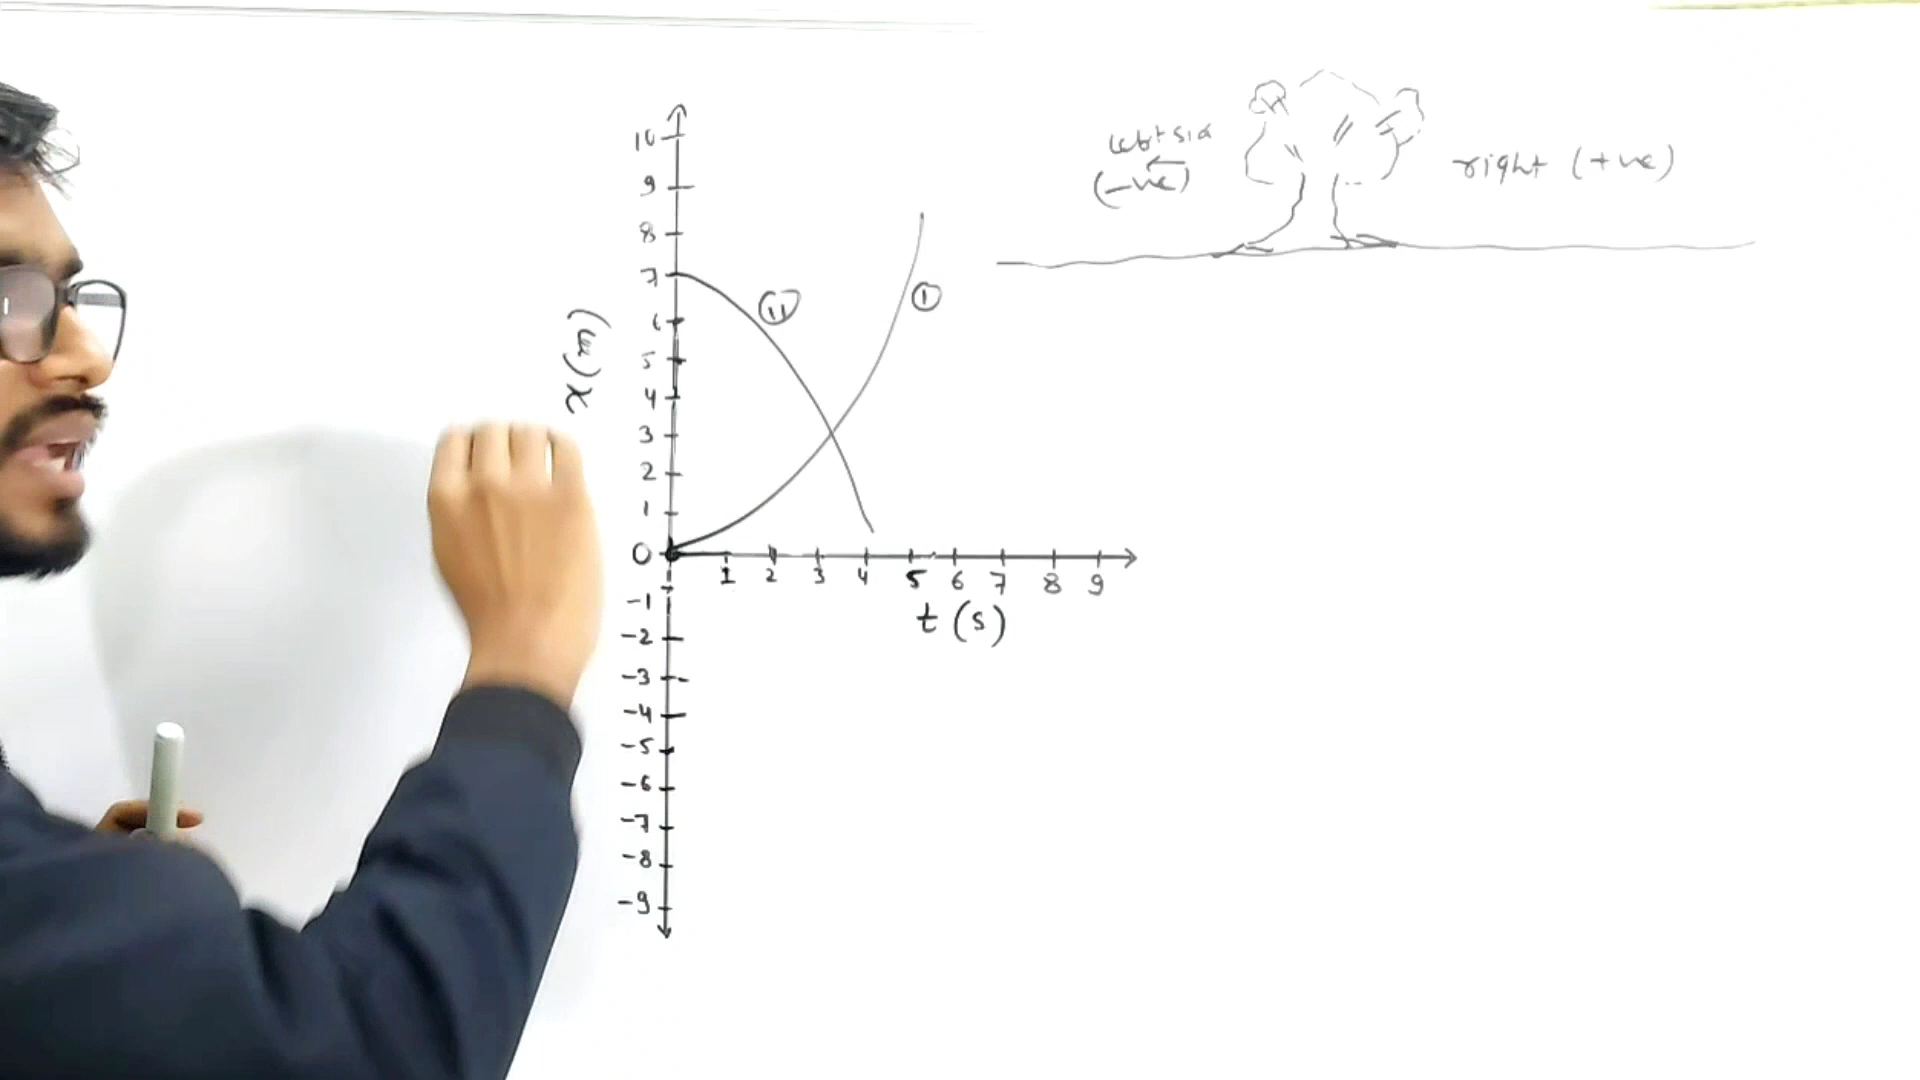 10
9
8
7
6
5
4
3
2
1
0
-1
-2
-3
-4
-5
-6
-7
-8
-9
x (m)
1 2 3 4 5 6 7 8 9
t (s)
(ii)
(i)
left sid
(-ve)
right (+ve)